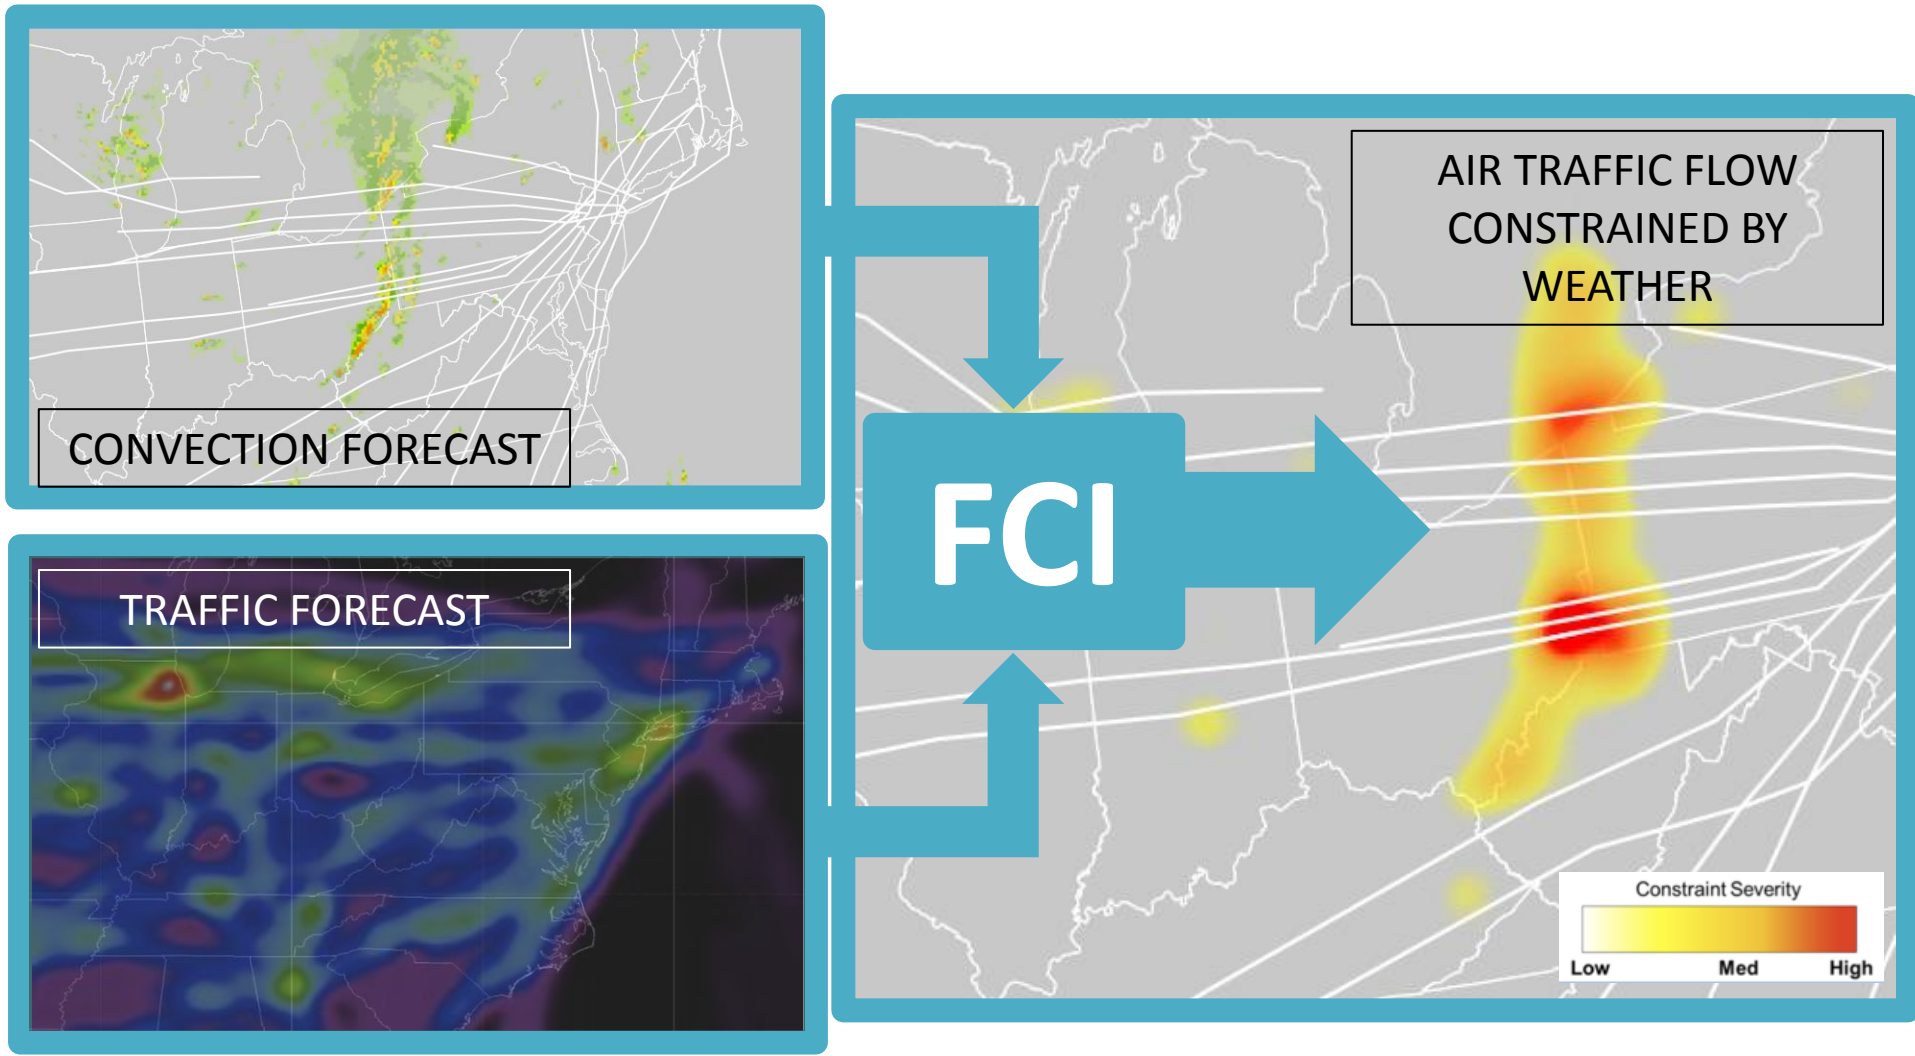 CONVECTION FORECAST
TRAFFIC FORECAST
FCI
AIR TRAFFIC FLOW
CONSTRAINED BY
WEATHER
Constraint Severity
Low Med High